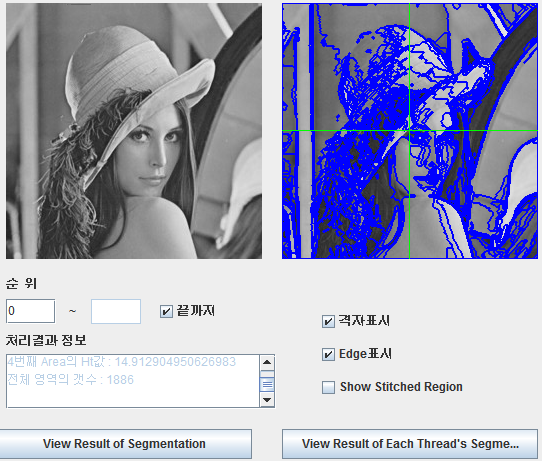 순 위
0 ~ 끝까지
처리결과 정보
4번째 Area의 Ht값 : 14.912904950626983
전체 영역의 갯수 : 1886
격자표시
Edge표시
Show Stitched Region
View Result of Segmentation
View Result of Each Thread's Segme...